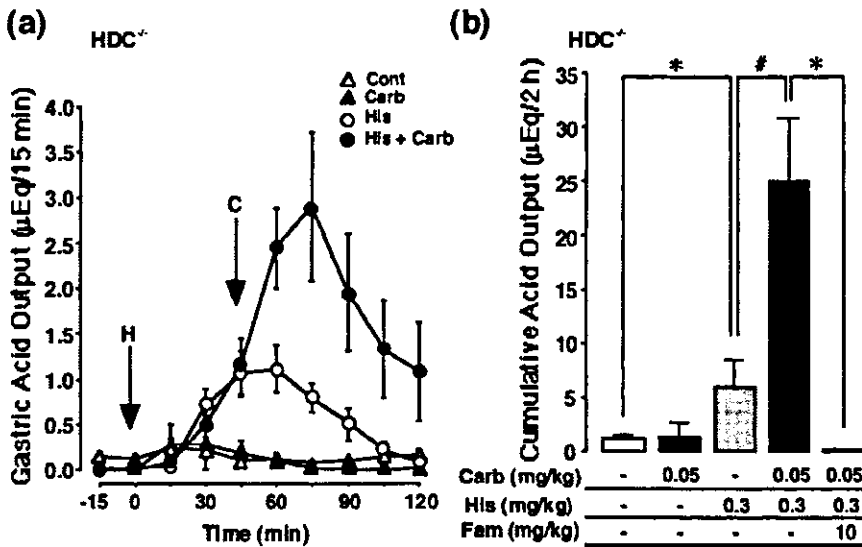 (a)
HDC-/-
Cont
Carb
His
His + Carb
Gastric Acid Output (µEq/15 min)
4.0
3.5
3.0
2.5
2.0
1.5
1.0
0.5
0.0
H
C
-15 0 30 60 90 120
Time (min)
(b)
HDC-/-
* # *
Cumulative Acid Output (µEq/2 h)
35
30
25
20
15
10
5
0
Carb (mg/kg) - 0.05 - 0.05 0.05
His (mg/kg) - - 0.3 0.3 0.3
Fam (mg/kg) - - - - 10